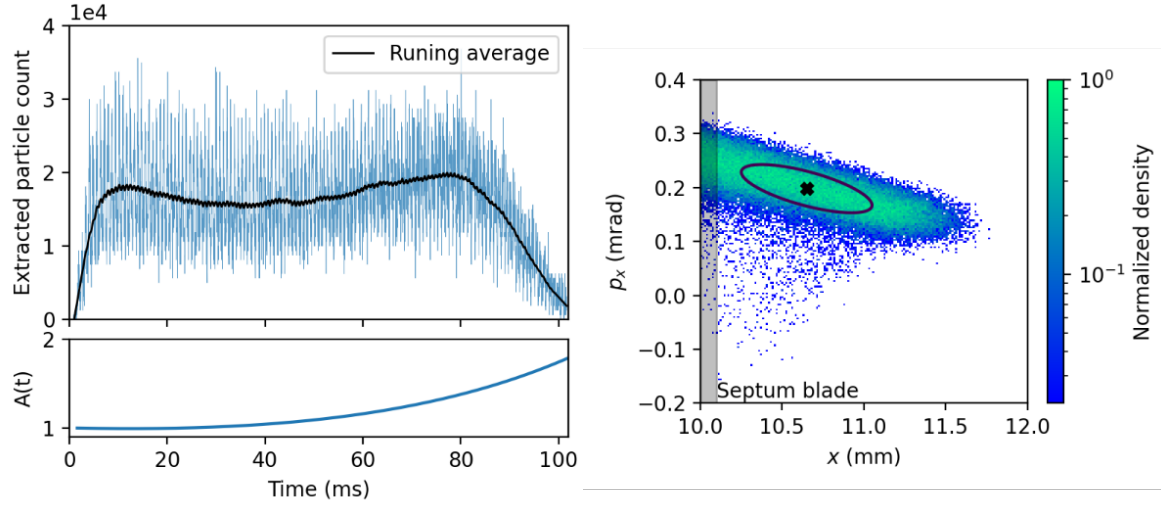 1e4
4
3
2
1
0
Extracted particle count
Runing average
2
1
A(t)
0 20 40 60 80 100
Time (ms)
0.4
0.3
0.2
0.1
0.0
−0.1
−0.2
pₓ (mrad)
Septum blade
10.0 10.5 11.0 11.5 12.0
x (mm)
10⁰
10⁻¹
Normalized density